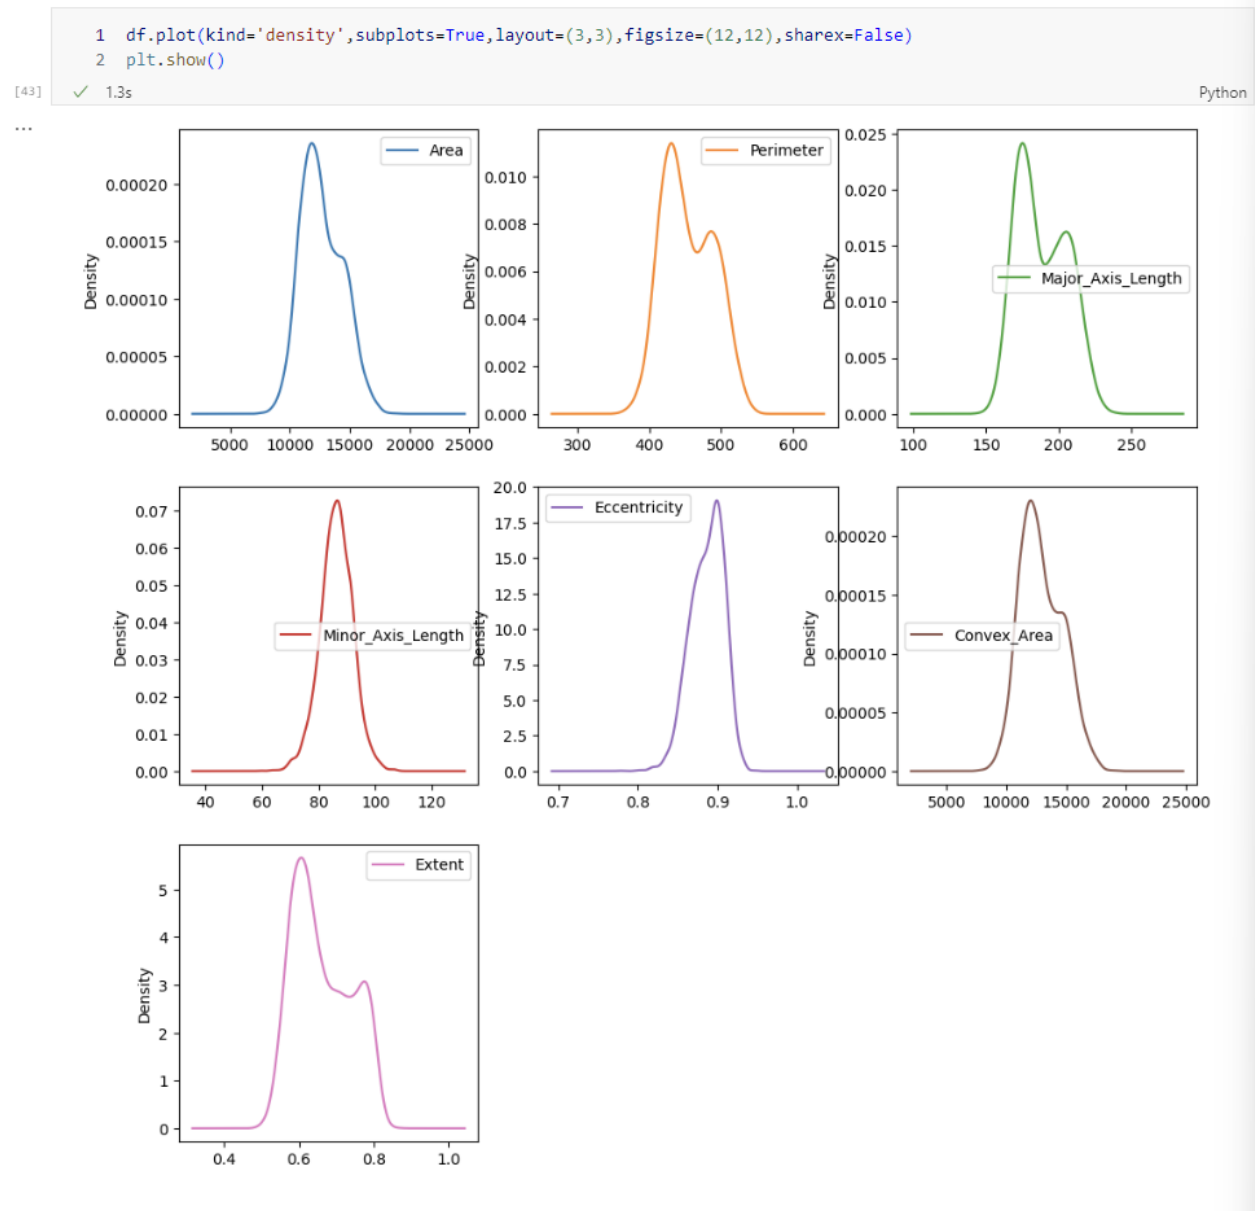 1 df.plot(kind='density',subplots=True,layout=(3,3),figsize=(12,12),sharex=False)
2 plt.show()
[43] 1.3s Python
...
Area
0.00020
0.00015
0.00010
0.00005
0.00000
Density
5000 10000 15000 20000 25000
Perimeter
0.010
0.008
0.006
0.004
0.002
0.000
Density
300 400 500 600
Major_Axis_Length
0.025
0.020
0.015
0.010
0.005
0.000
Density
100 150 200 250
Minor_Axis_Length
0.07
0.06
0.05
0.04
0.03
0.02
0.01
0.00
Density
40 60 80 100 120
Eccentricity
20.0
17.5
15.0
12.5
10.0
7.5
5.0
2.5
0.0
Density
0.7 0.8 0.9 1.0
Convex_Area
0.00020
0.00015
0.00010
0.00005
0.00000
Density
5000 10000 15000 20000 25000
Extent
5
4
3
2
1
0
Density
0.4 0.6 0.8 1.0